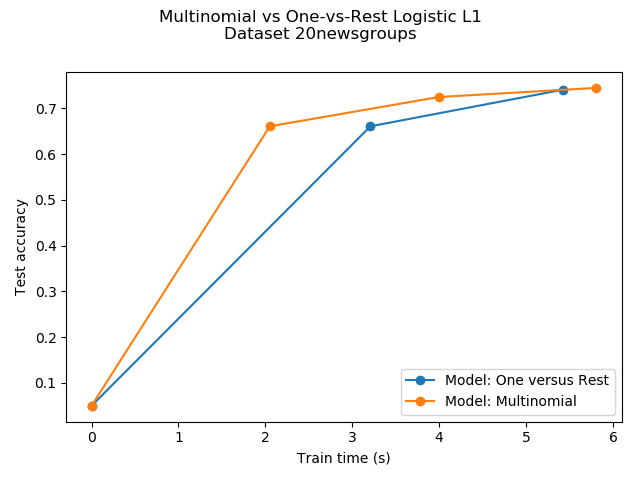 Multinomial vs One-vs-Rest Logistic L1
Dataset 20newsgroups
0.7
0.6
0.5
0.4
0.3
0.2
0.1
Test accuracy
Model: One versus Rest
Model: Multinomial
0 1 2 3 4 5 6
Train time (s)